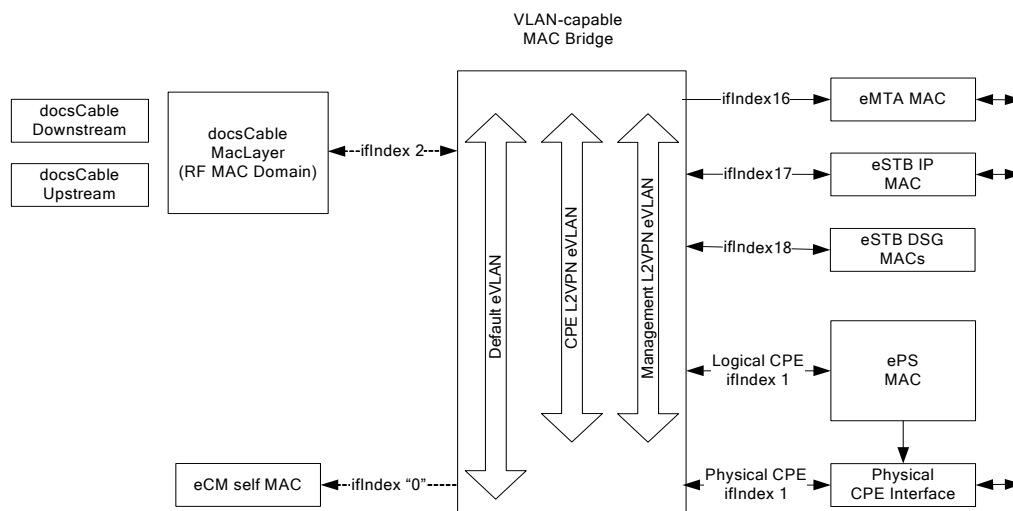 VLAN-capable
MAC Bridge
docsCable
Downstream
docsCable
Upstream
docsCable
MacLayer
(RF MAC Domain)
ifIndex 2
Default eVLAN
CPE L2VPN eVLAN
Management L2VPN eVLAN
ifIndex16
eMTA MAC
ifIndex17
eSTB IP
MAC
ifIndex18
eSTB DSG
MACs
Logical CPE
ifIndex 1
ePS
MAC
eCM self MAC
ifIndex “0”
Physical CPE
ifIndex 1
Physical
CPE Interface